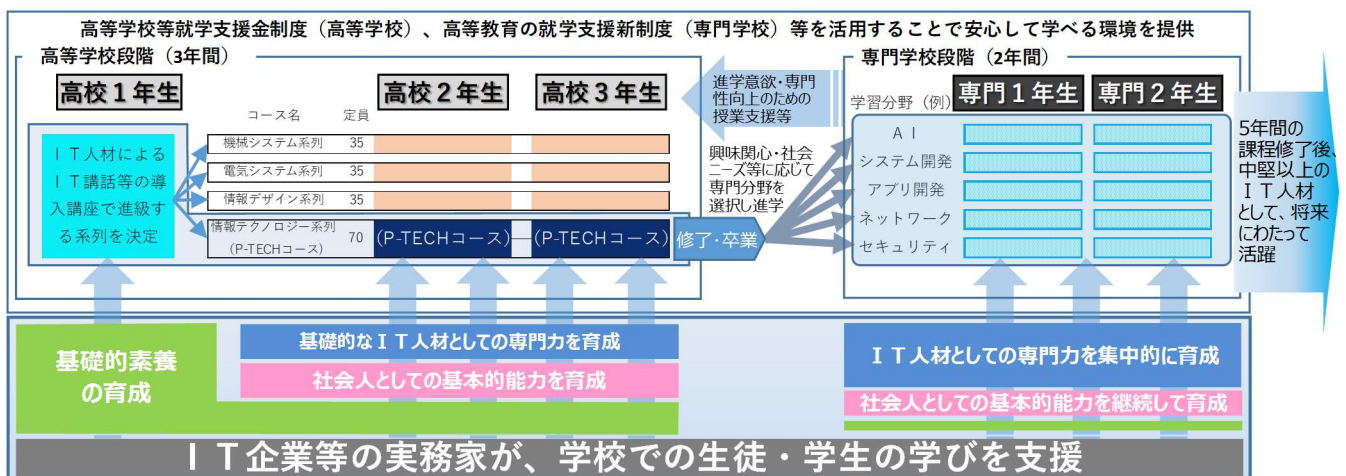 高等学校等就学支援金制度（高等学校）、高等教育の就学支援新制度（専門学校）等を活用することで安心して学べる環境を提供
高等学校段階（3年間）
専門学校段階（2年間）
高校１年生
高校２年生
高校３年生
進学意欲・専門
性向上のための
授業支援等
学習分野（例）
専門１年生
専門２年生
コース名
定員
ＩＴ人材による
ＩＴ講話等の導
入講座で進級す
る系列を決定
機械システム系列
35
電気システム系列
35
情報デザイン系列
35
情報テクノロジー系列
(P-TECHコース)
70
(P-TECHコース)
(P-TECHコース)
修了・卒業
興味関心・社会
ニーズ等に応じて
専門分野を
選択し進学
ＡＩ
システム開発
アプリ開発
ネットワーク
セキュリティ
5年間の
課程修了後、
中堅以上の
ＩＴ人材
として、将来
にわたって
活躍
基礎的素養
の育成
基礎的なＩＴ人材としての専門力を育成
社会人としての基本的能力を育成
ＩＴ人材としての専門力を集中的に育成
社会人としての基本的能力を継続して育成
ＩＴ企業等の実務家が、学校での生徒・学生の学びを支援